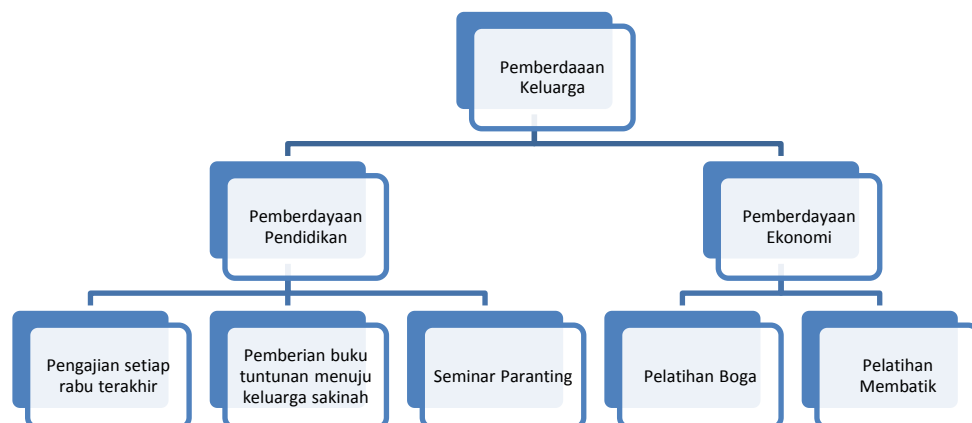 Pemberdaaan
Keluarga
Pemberdayaan
Pendidikan
Pemberdayaan
Ekonomi
Pengajian setiap
rabu terakhir
Pemberian buku
tuntunan menuju
keluarga sakinah
Seminar Paranting
Pelatihan Boga
Pelatihan
Membatik